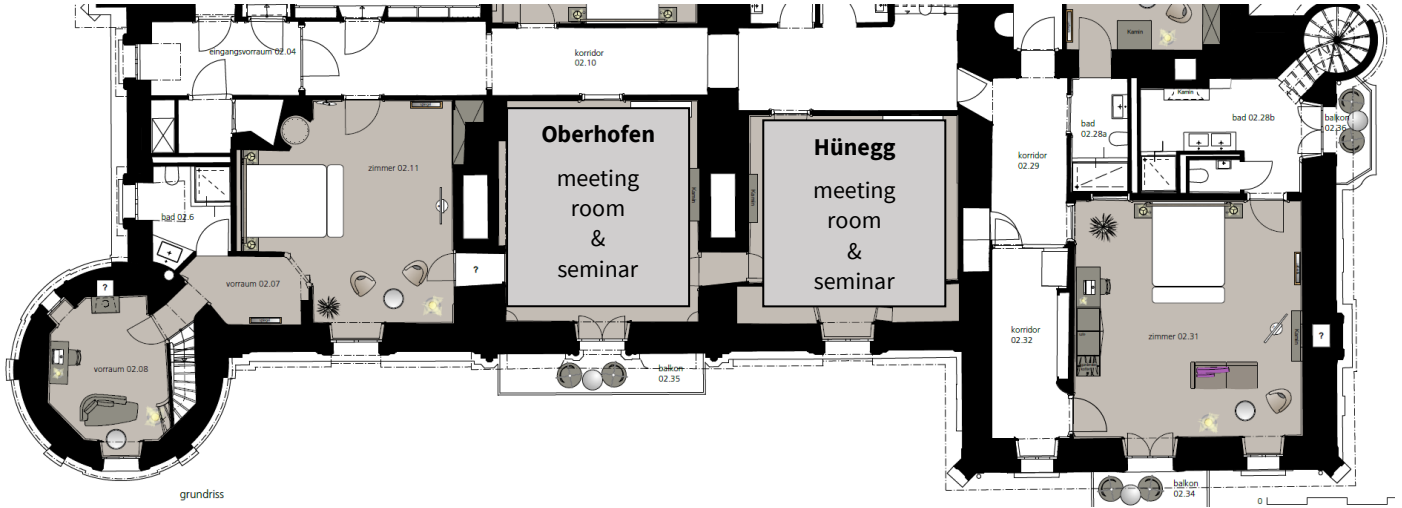 eingangsvorraum 02.04
korridor
02.10
Kamin
Kamin
bad
02.28a
bad 02.28b
balkon
02.36
Oberhofen
meeting
room
&
seminar
Hünegg
meeting
room
&
seminar
zimmer 02.11
korridor
02.29
Kamin
Kamin
bad 02.6
?
vorraum 02.07
?
vorraum 02.08
korridor
02.32
zimmer 02.31
Kamin
?
balkon
02.35
balkon
02.34
grundriss
0